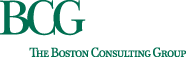 BCG
THE BOSTON CONSULTING GROUP